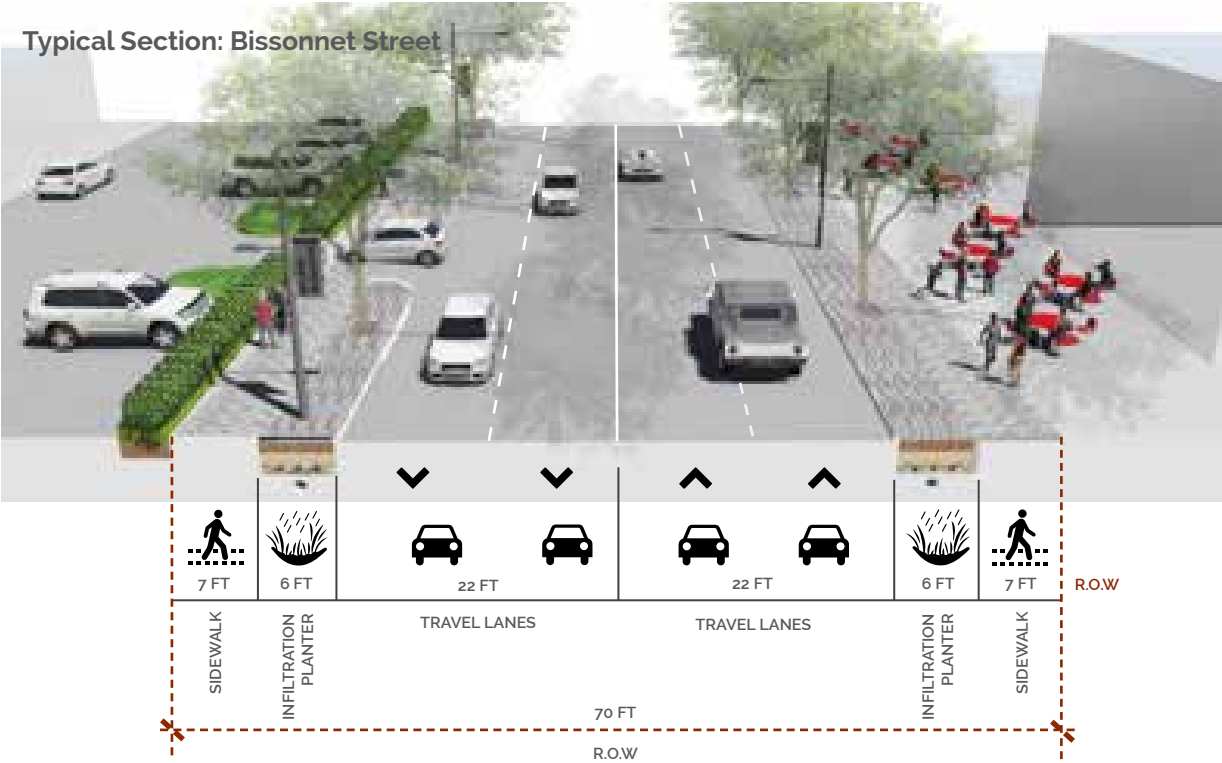 Typical Section: Bissonnet Street
7 FT
6 FT
22 FT
22 FT
6 FT
7 FT
R.O.W
SIDEWALK
INFILTRATION
PLANTER
TRAVEL LANES
TRAVEL LANES
INFILTRATION
PLANTER
SIDEWALK
70 FT
R.O.W